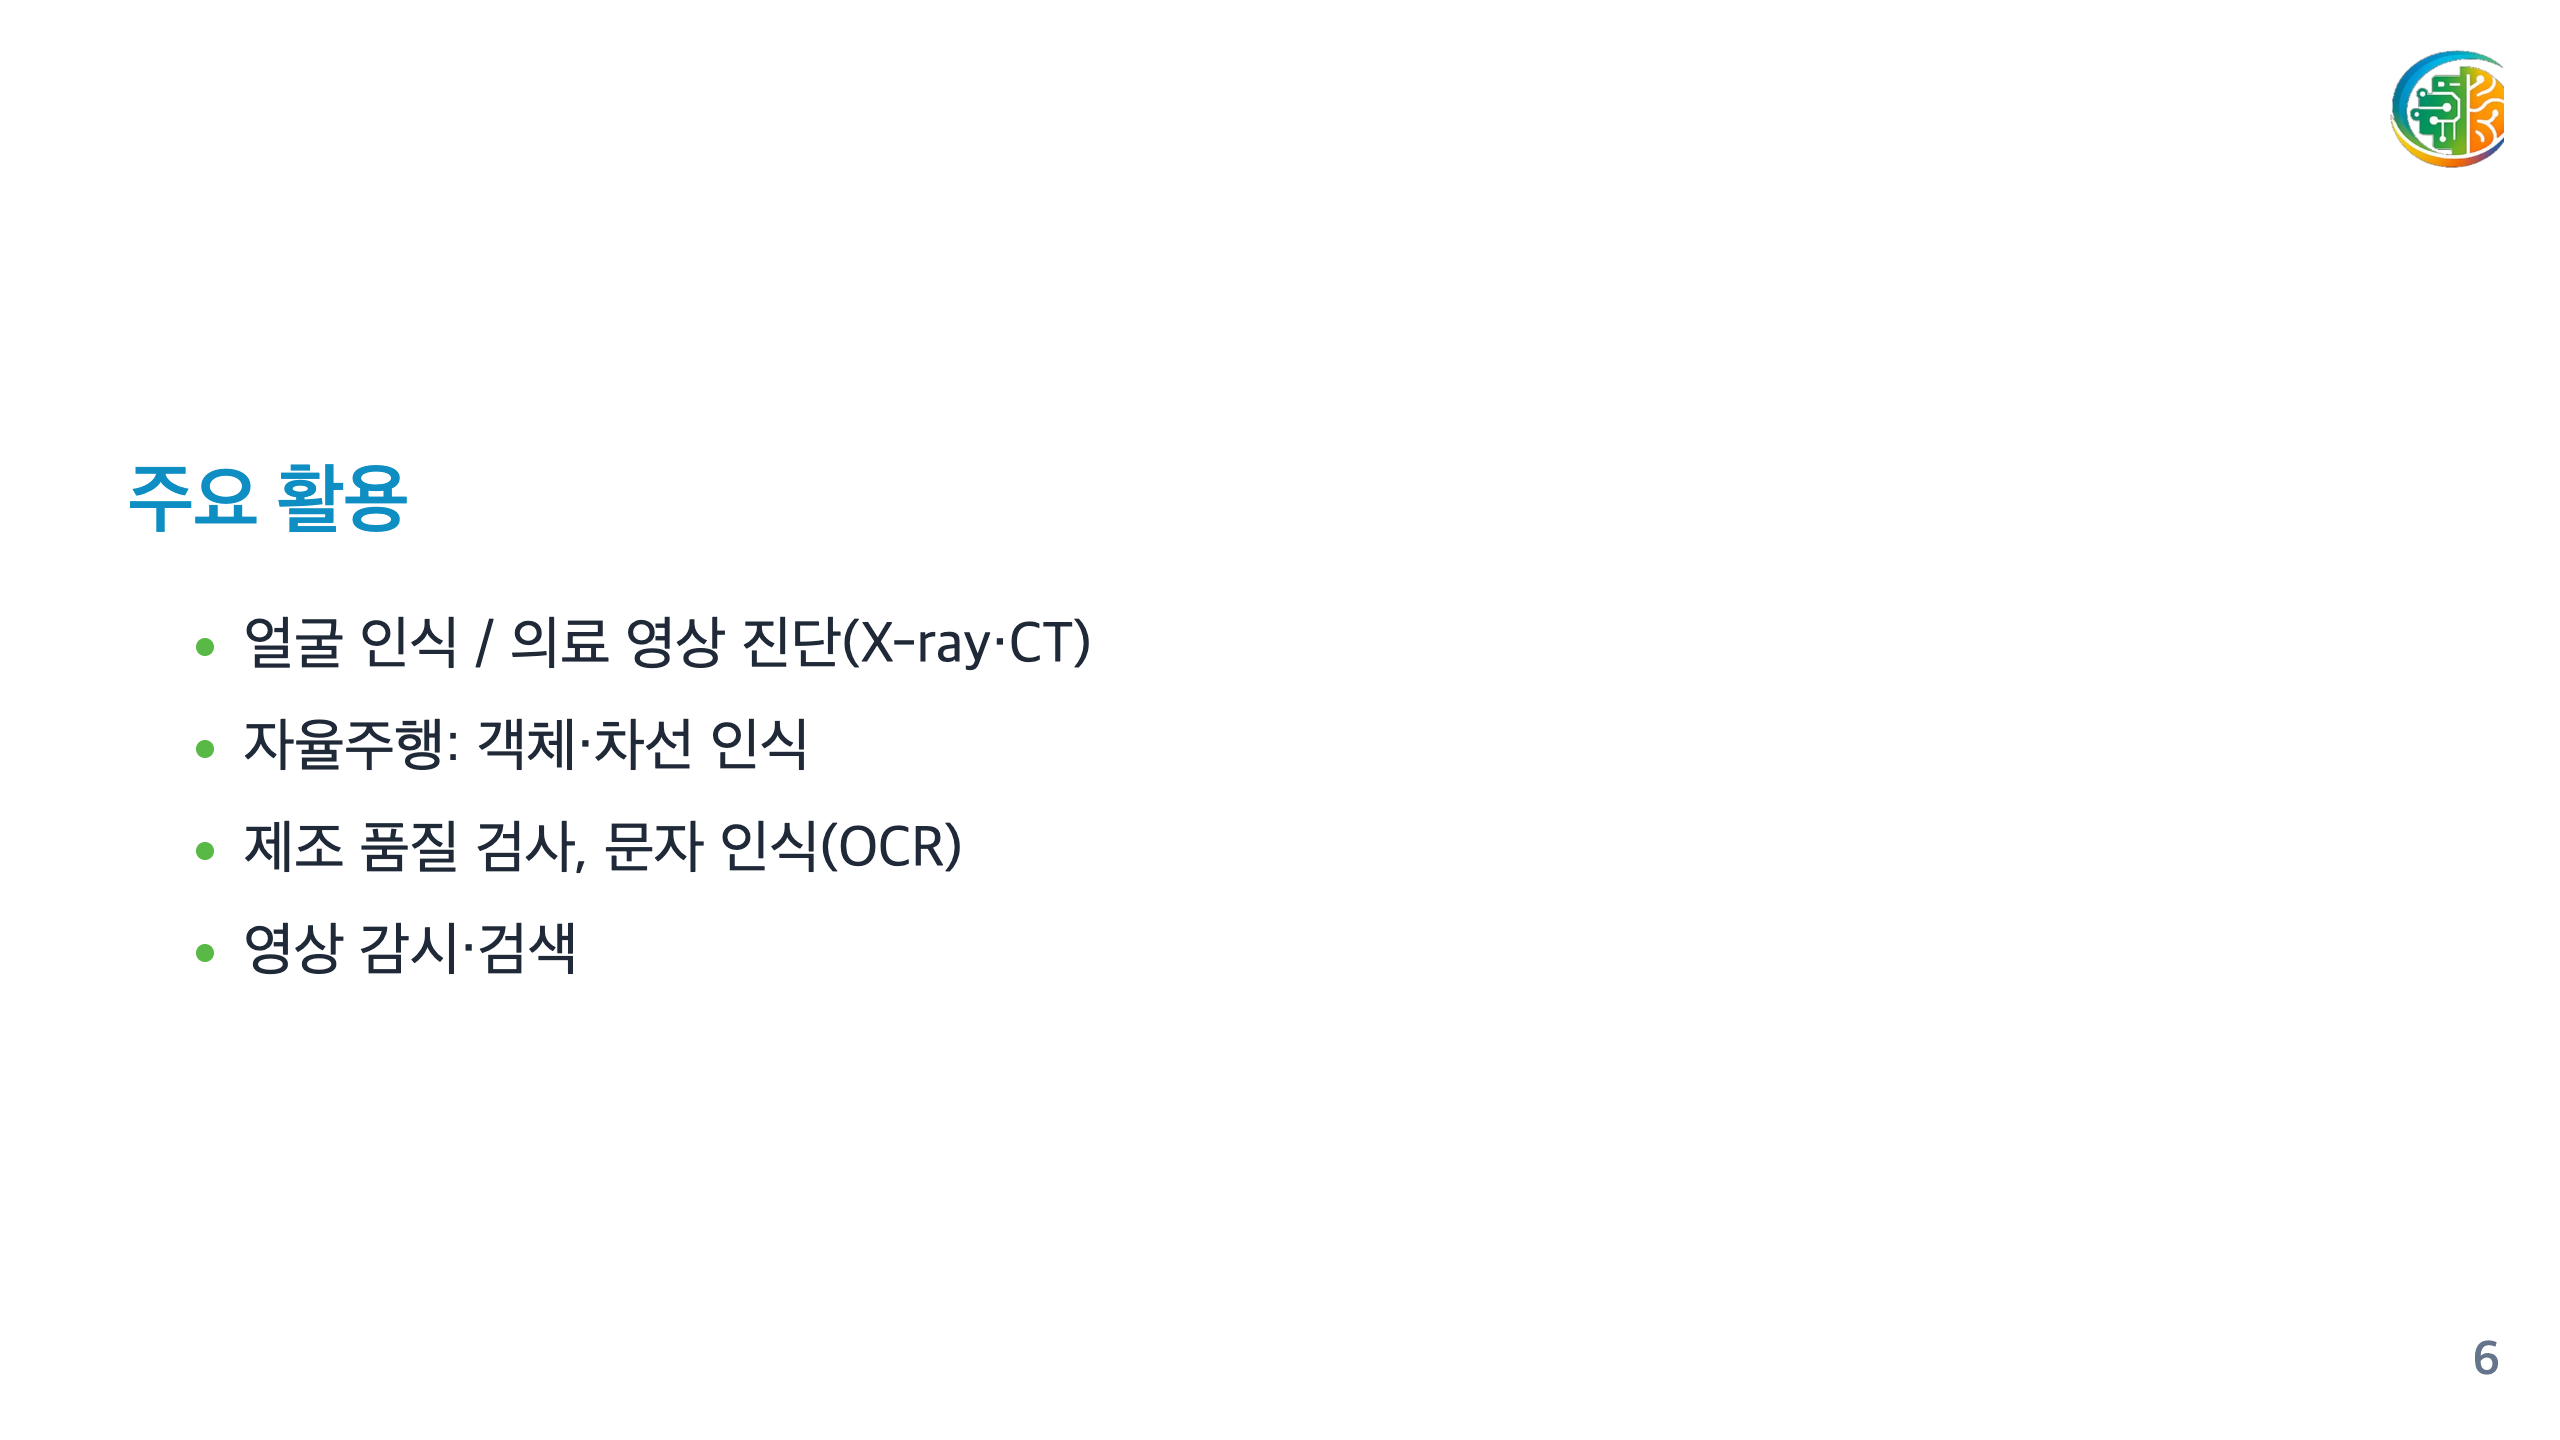 주요 활용
얼굴 인식 / 의료 영상 진단(X-ray·CT)
자율주행: 객체·차선 인식
제조 품질 검사, 문자 인식(OCR)
영상 감시·검색
6